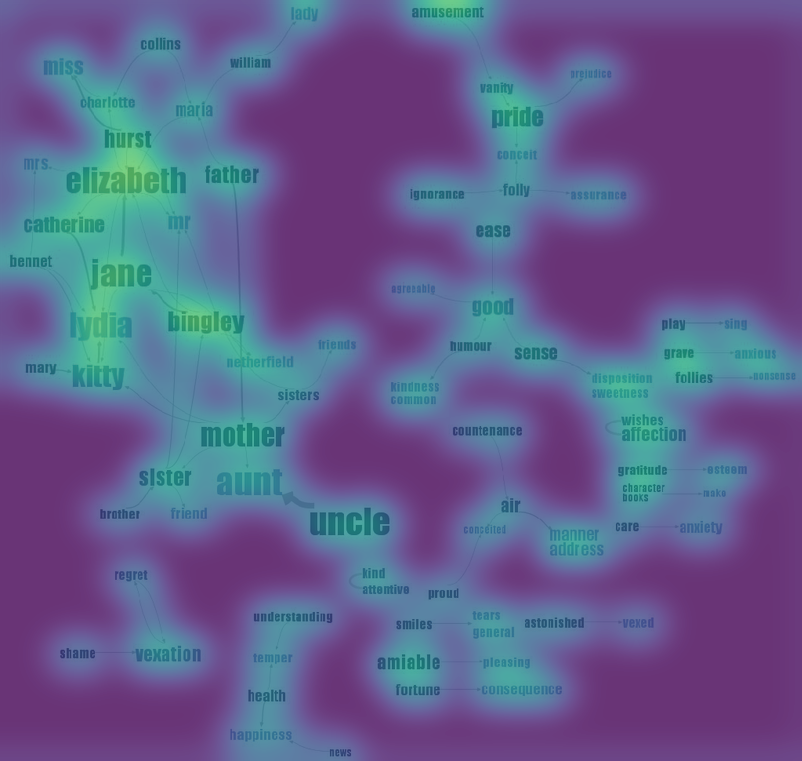 lady
amusement
collins
william
miss
prejudice
vanity
charlotte
maria
pride
hurst
conceit
mrs.
elizabeth
father
ignorance
folly
assurance
catherine
mr
ease
bennet
jane
agreeably
good
lydia
bingley
play
sing
humour
sense
grave
anxious
friends
netherfield
mary
kitty
follies
nonsense
disposition
sweetness
kindness
common
sisters
wishes
affection
mother
countenance
sister
aunt
gratitude
esteem
character
books
make
brother
friend
uncle
air
conceited
manner
address
care
anxiety
regret
kind
attentive
proud
understanding
smiles
tears
general
astonished
vexed
shame
vexation
temper
amiable
pleasing
health
fortune
consequence
happiness
news